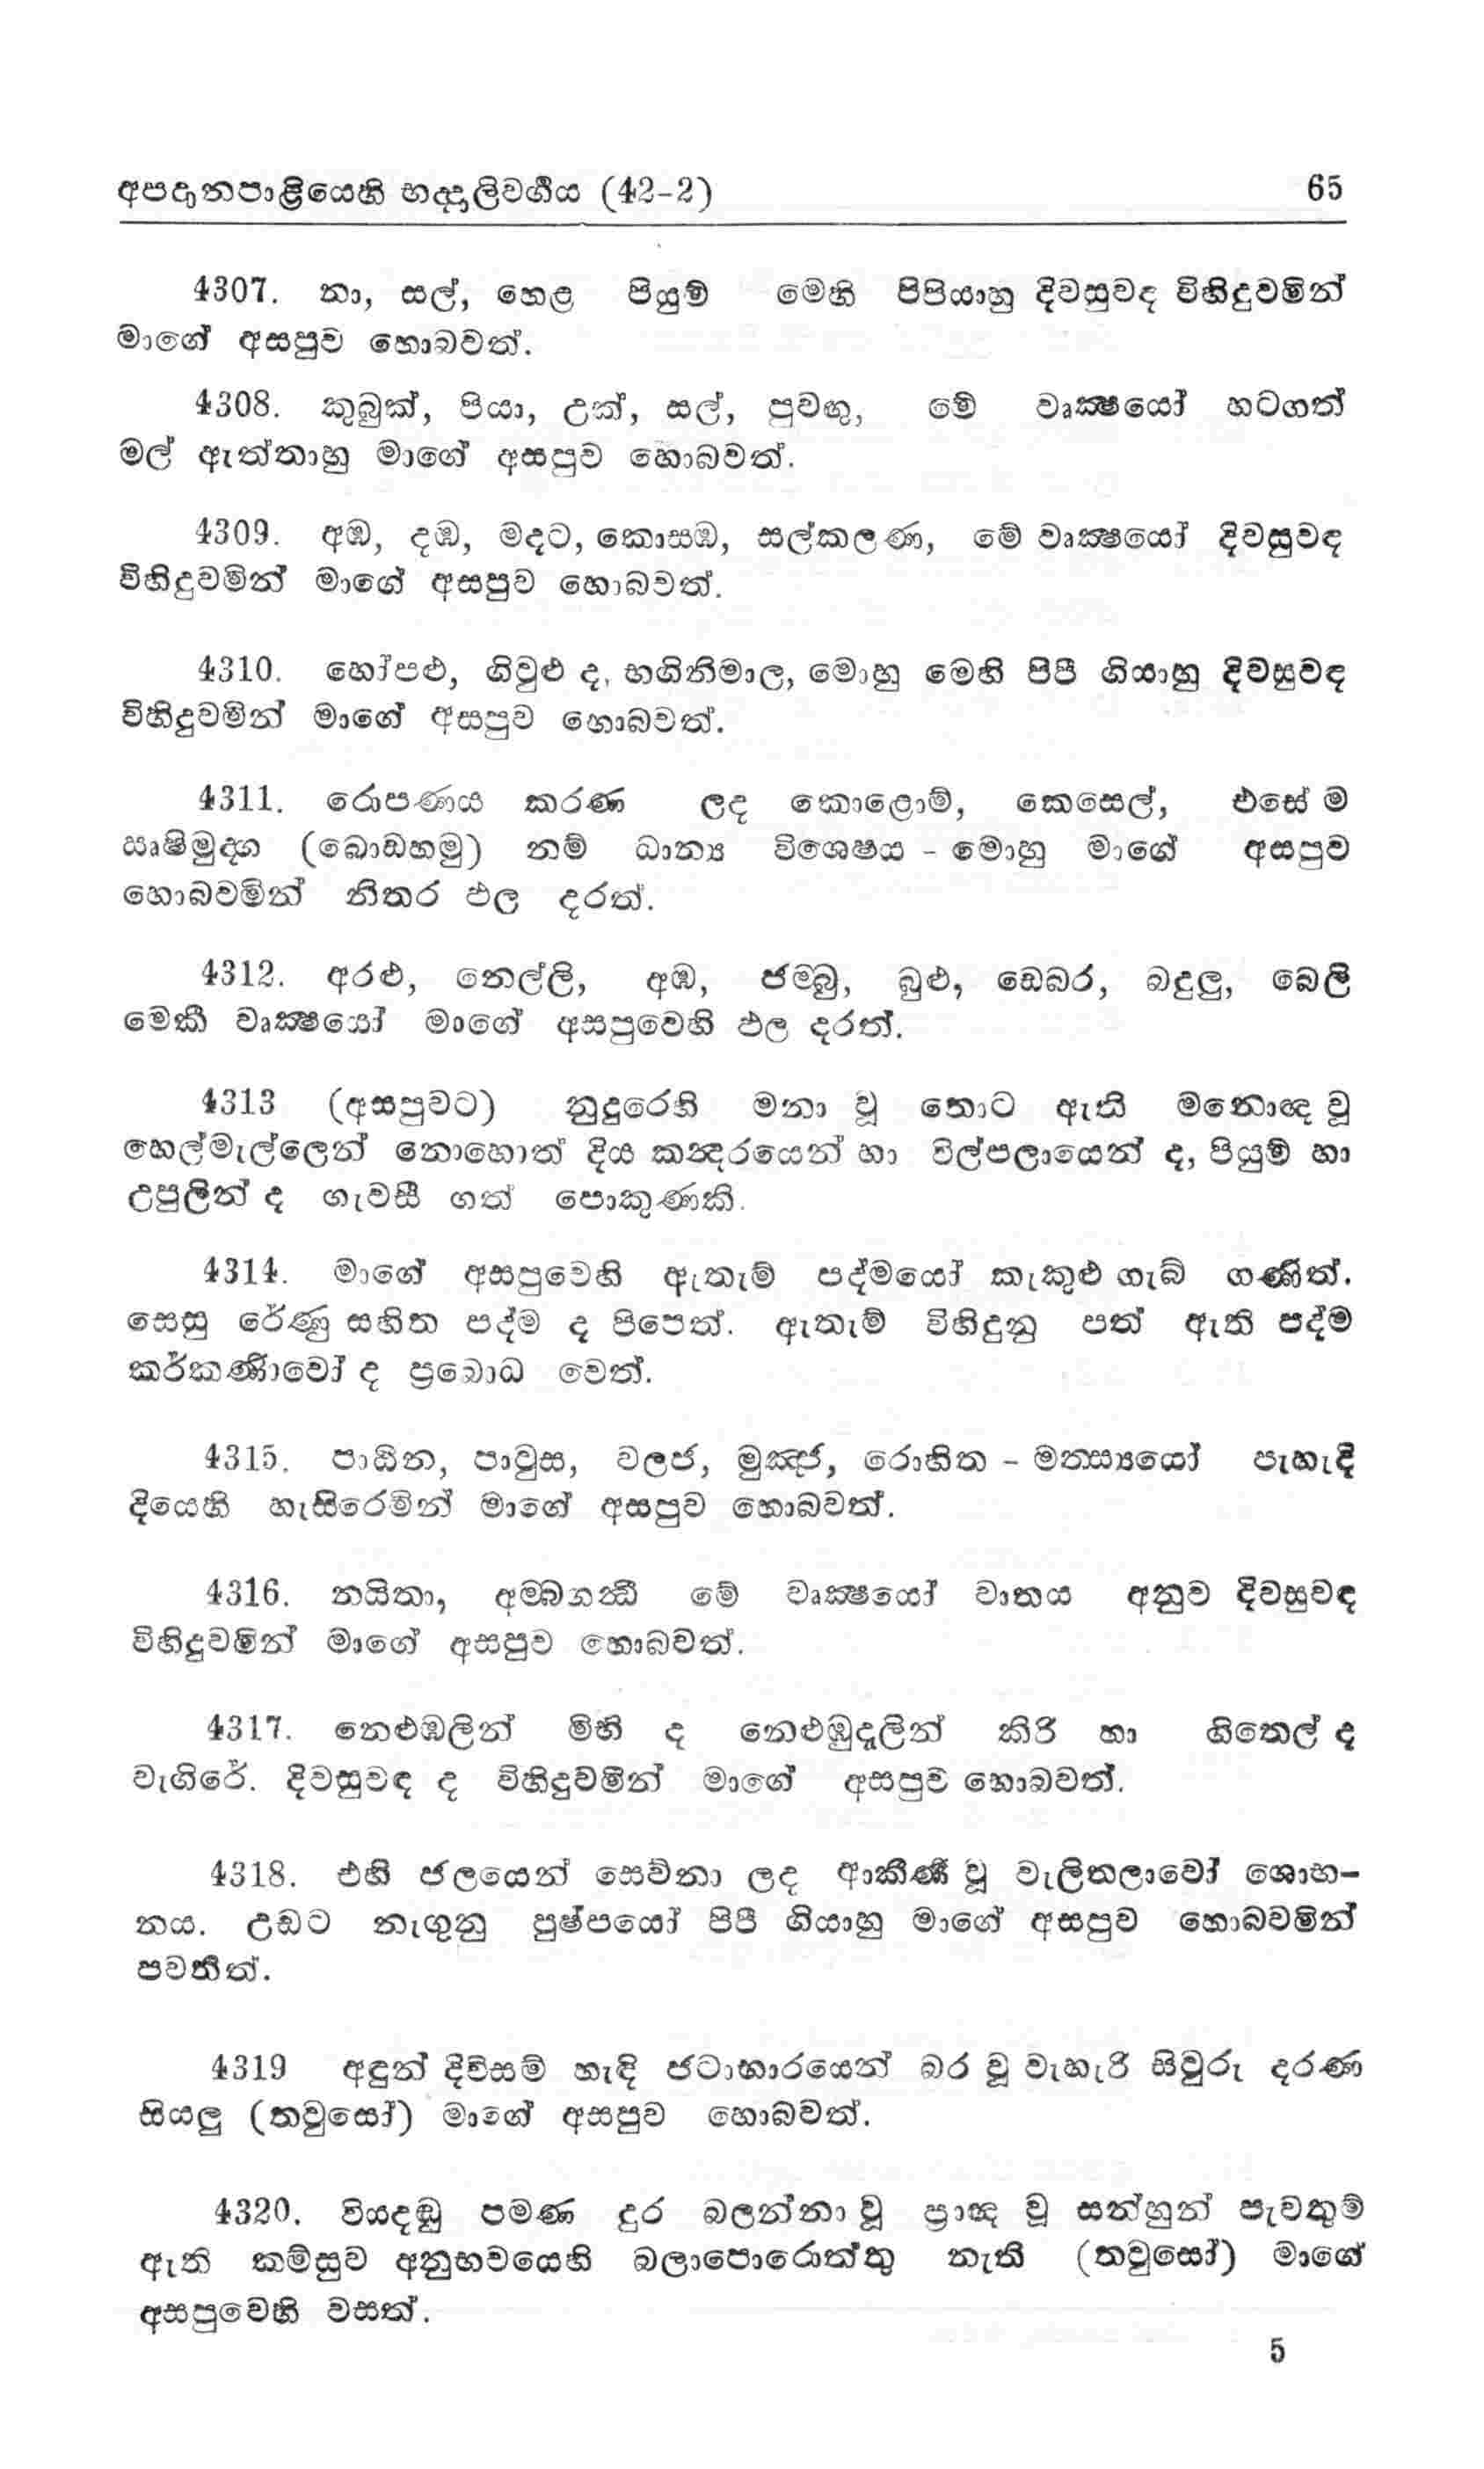 අපදානපාළියෙහි භද්දාලිවර්ගය (42-2) 65
4307. නා, සල්, හෙළ පියුම් මෙහි පිපියාහු දිවසුවද විහිදුවමින්
මාගේ අසපුව හොබවත්.
4308. කුබුක්, පියා, උක්, සල්, පුවඟු, මේ වෘක්ෂයෝ හටගත්
මල් ඇත්තාහු මාගේ අසපුව හොබවත්.
4309. අඹ, දඹ, මදට, කොසඹ, සල්කලණ, මේ වෘක්ෂයෝ දිවසුවඳ
විහිදුවමින් මාගේ අසපුව හොබවත්.
4310. හෝපළු, ගිවුළු ද, භගිනිමාල, මොහු මෙහි පිපී ගියාහු දිවසුවඳ
විහිදුවමින් මාගේ අසපුව හොබවත්.
4311. රොපණය කරණ ලද කොළොම්, කෙසෙල්, එසේ ම
ඍෂිමුද්ග (බොඩහමු) නම් ධාන්‍ය විශෙෂය - මොහු මාගේ අසපුව
හොබවමින් නිතර ඵල දරත්.
4312. අරළු, නෙල්ලි, අඹ, ජම්බු, බුළු, ඩෙබර, බදුලු, බෙලි
මෙකී වෘක්ෂයෝ මාගේ අසපුවෙහි ඵල දරත්.
4313 (අසපුවට) නුදුරෙහි මනා වූ තොට ඇති මනොඥ වූ
හෙල්මැල්ලෙන් නොහොත් දිය කන්‍දරයෙන් හා විල්පලායෙන් ද, පියුම් හා
උපුලින් ද ගැවසී ගත් පොකුණකි.
4314. මාගේ අසපුවෙහි ඇතැම් පද්මයෝ කැකුළු ගැබ් ගණිත්.
සෙසු රේණු සහිත පද්ම ද පිපෙත්. ඇතැම් විහිදුනු පත් ඇති පද්ම
කර්කණිාවෝ ද ප්‍රබොධ වෙත්.
4315. පාඨින, පාවුස, වලජ, මුඤ්ජ, රොහිත - මත්‍ස්‍යයෝ පැහැදි
දියෙහි හැසිරෙමින් මාගේ අසපුව හොබවත්.
4316. නයිතා, අම්බගන්‍ධි මේ වෘක්ෂයෝ වාතය අනුව දිවසුවඳ
විහිදුවමින් මාගේ අසපුව හොබවත්.
4317. නෙළුඹලින් මිහි ද නෙළුඹුදැලින් කිරි හා ගිතෙල් ද
වැගිරේ. දිවසුවඳ ද විහිදුවමින් මාගේ අසපුව හොබවත්.
4318. එහි ජලයෙන් සෙව්නා ලද ආකීර්ණ වූ වැලිතලාවෝ ශොභ-
නය. උඩට නැගුනු පුෂ්පයෝ පිපී ගියාහු මාගේ අසපුව හොබවමින්
පවතිත්.
4319 අඳුන් දිවිසම් හැඳි ජටාභාරයෙන් බර වූ වැහැරි සිවුරු දරණ
සියලු (තවුසෝ) මාගේ අසපුව හොබවත්.
4320. වියදඬු පමණ දුර බලන්නා වූ ප්‍රාඥ වූ සන්හුන් පැවතුම්
ඇති කම්සුව අනුභවයෙහි බලාපොරොත්තු නැති (තවුසෝ) මාගේ
අසපුවෙහි වසත්.
5